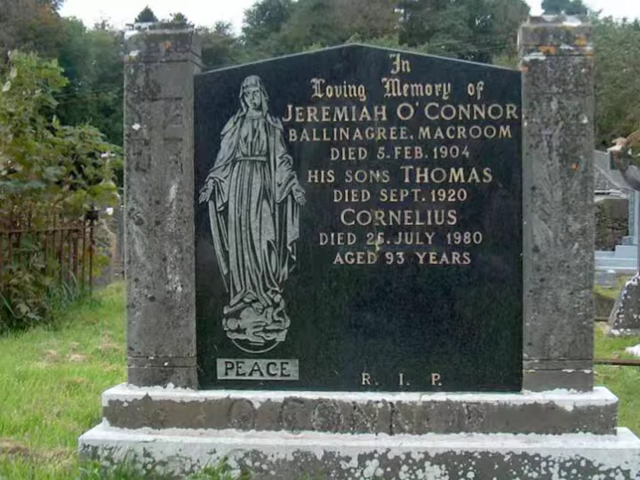 In
Loving Memory of
JEREMIAH O'CONNOR
BALLINAGREE, MACROOM
DIED 5. FEB. 1904
HIS SONS THOMAS
DIED SEPT. 1920
CORNELIUS
DIED 25. JULY 1980
AGED 93 YEARS
PEACE
R. I. P.
O'CONNOR